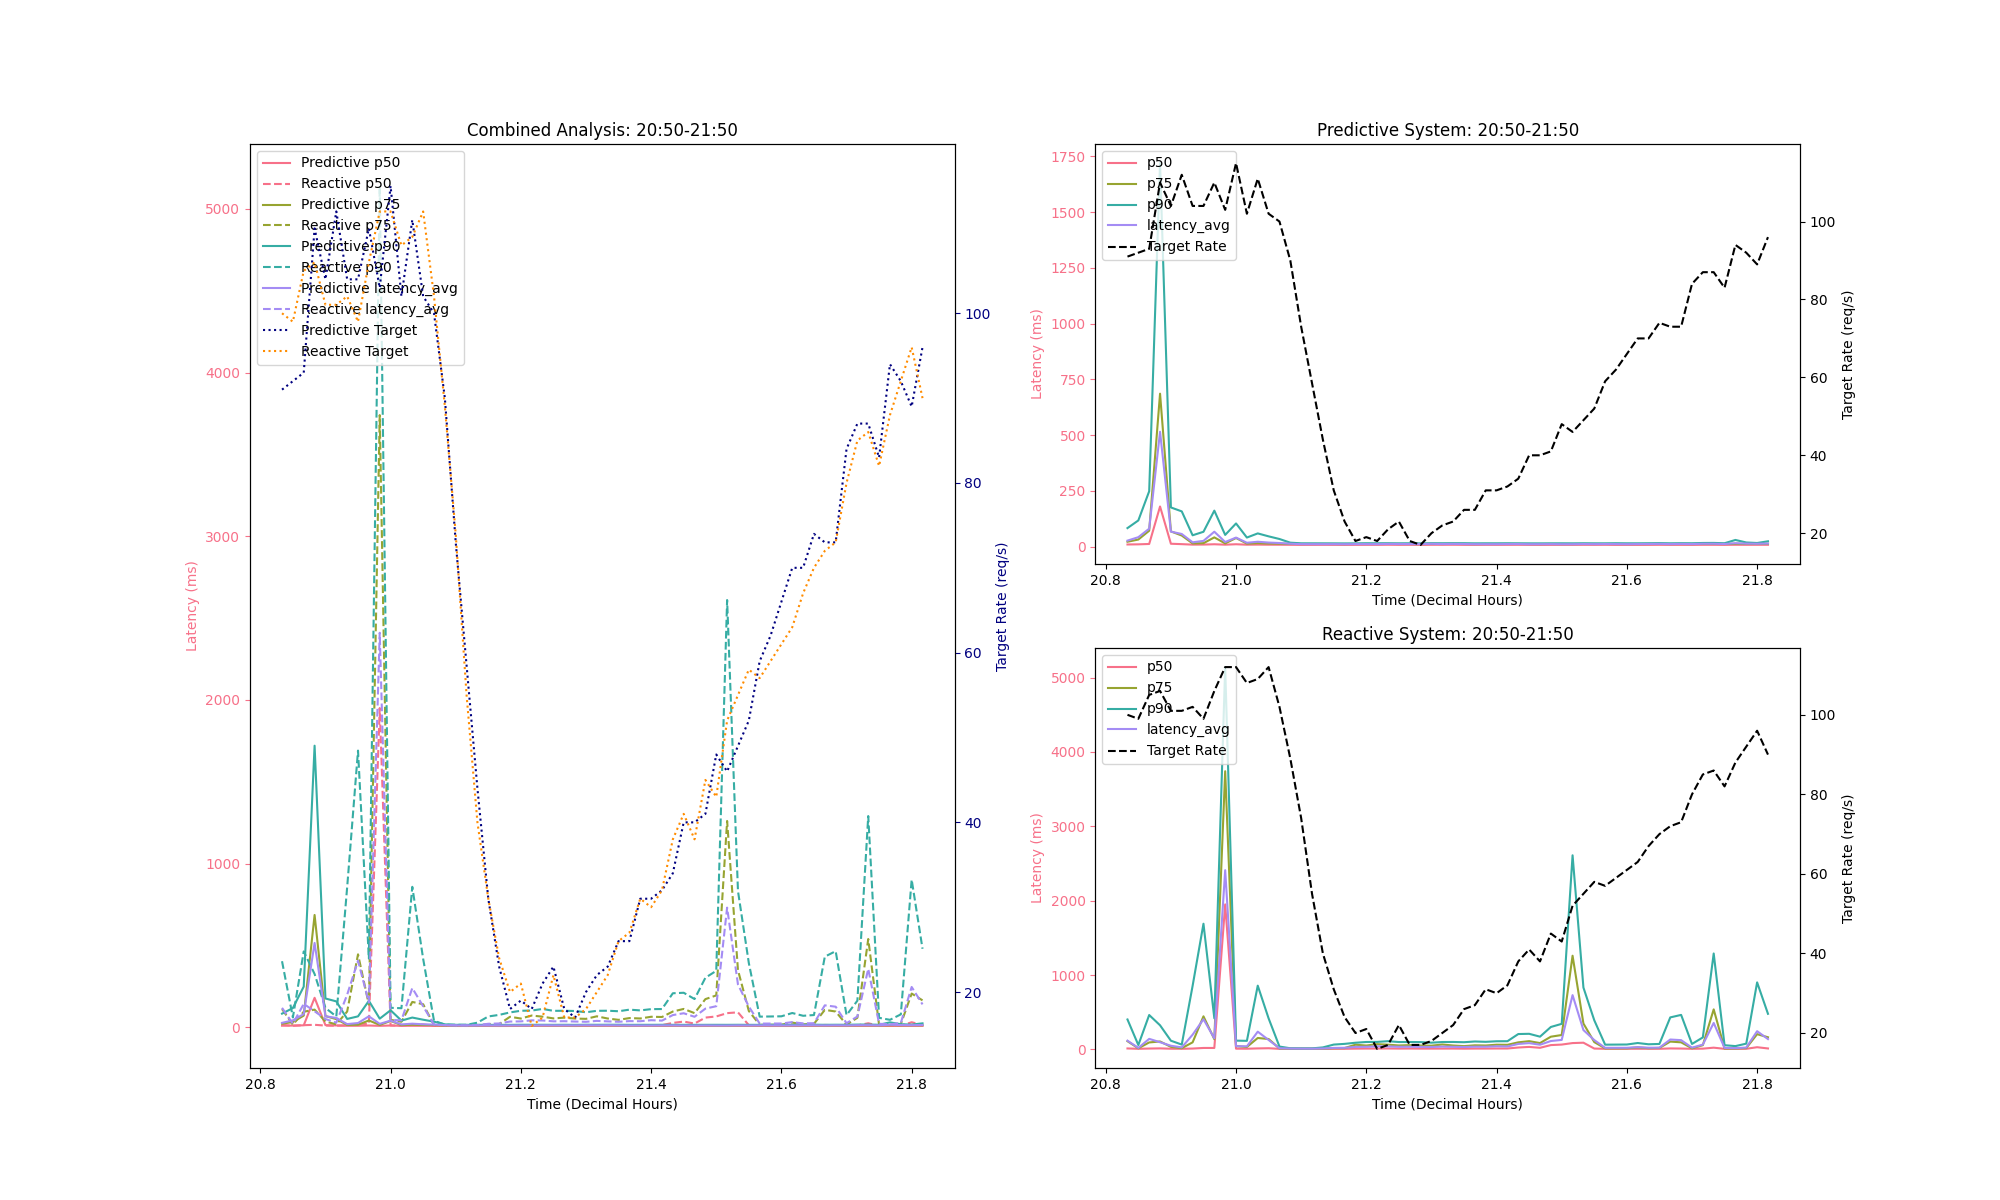 Combined Analysis: 20:50-21:50
Predictive p50
Reactive p50
Predictive p75
Reactive p75
Predictive p90
Reactive p90
Predictive latency_avg
Reactive latency_avg
Predictive Target
Reactive Target
5000
4000
3000
2000
1000
0
Latency (ms)
100
80
60
40
20
Target Rate (req/s)
20.8
21.0
21.2
21.4
21.6
21.8
Time (Decimal Hours)
Predictive System: 20:50-21:50
p50
p75
p90
latency_avg
Target Rate
1750
1500
1250
1000
750
500
250
0
Latency (ms)
100
80
60
40
20
Target Rate (req/s)
20.8
21.0
21.2
21.4
21.6
21.8
Time (Decimal Hours)
Reactive System: 20:50-21:50
p50
p75
p90
latency_avg
Target Rate
5000
4000
3000
2000
1000
0
Latency (ms)
100
80
60
40
20
Target Rate (req/s)
20.8
21.0
21.2
21.4
21.6
21.8
Time (Decimal Hours)